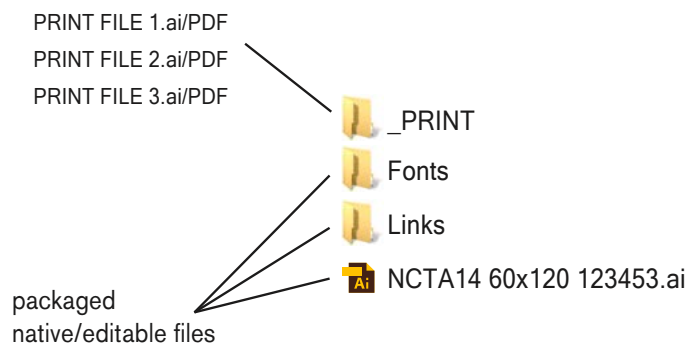 PRINT FILE 1.ai/PDF
PRINT FILE 2.ai/PDF
PRINT FILE 3.ai/PDF
_PRINT
Fonts
Links
Ai NCTA14 60x120 123453.ai
packaged
native/editable files